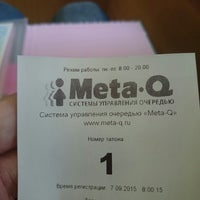 Режим работы: пн.-пт. 8:00 - 20:00
Meta-Q
СИСТЕМЫ УПРАВЛЕНИЯ ОЧЕРЕДЬЮ
Система управления очередью «Meta-Q»
www.meta-q.ru
Номер талона
1
Время регистрации: 7.09.2015 8:00:15